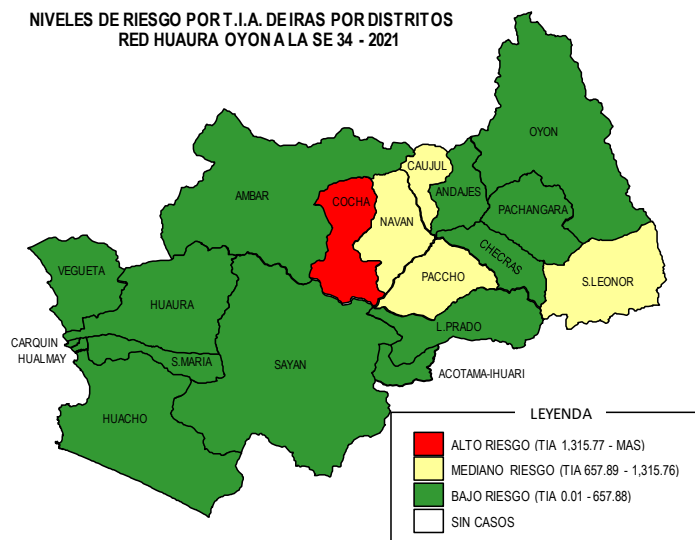 NIVELES DE RIESGO POR T.I.A. DE IRAS POR DISTRITOS
RED HUAURA OYON A LA SE 34 - 2021
OYON
CAUJUL
ANDAJES
AMBAR
COCHA
PACHANGARA
NAVAN
CHECRAS
VEGUETA
PACCHO
S.LEONOR
HUAURA
L.PRADO
CARQUIN
HUALMAY
S.MARIA
SAYAN
ACOTAMA-IHUARI
HUACHO
LEYENDA
ALTO RIESGO (TIA 1,315.77 - MAS)
MEDIANO RIESGO (TIA 657.89 - 1,315.76)
BAJO RIESGO (TIA 0.01 - 657.88)
SIN CASOS